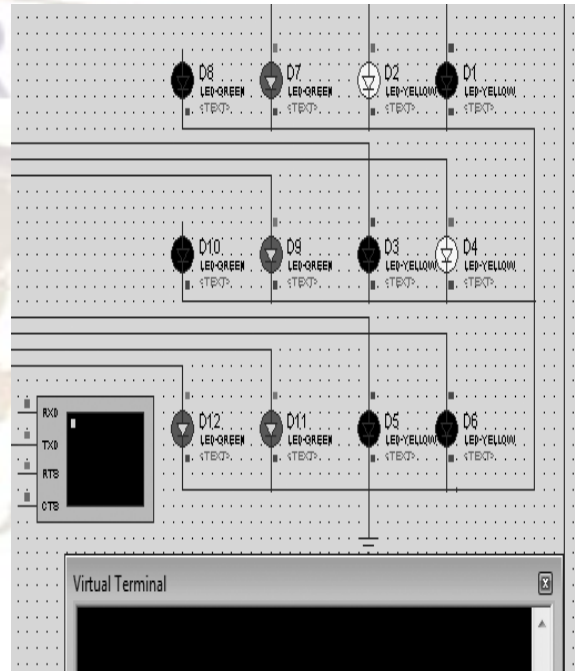 D8 D7 D2 D1
LED-GREEN LED-GREEN LED-YELLOW LED-YELLOW
<TEXT> <TEXT> <TEXT> <TEXT>
D10 D9 D3 D4
LED-GREEN LED-GREEN LED-YELLOW LED-YELLOW
<TEXT> <TEXT> <TEXT> <TEXT>
D12 D11 D5 D6
LED-GREEN LED-GREEN LED-YELLOW LED-YELLOW
<TEXT> <TEXT> <TEXT> <TEXT>
RXD
TXD
RTS
CTS
Virtual Terminal